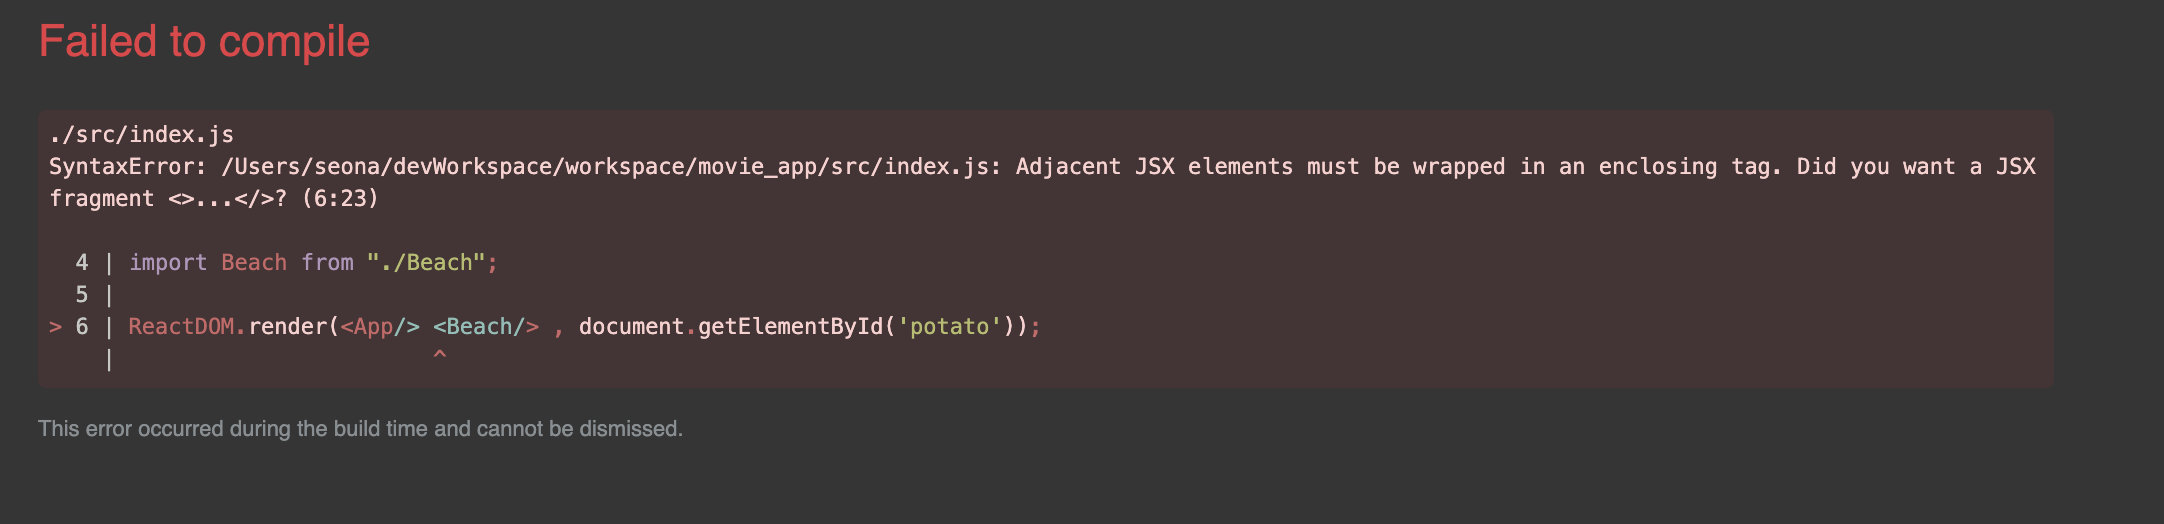 Failed to compile
./src/index.js
SyntaxError: /Users/seona/devWorkspace/workspace/movie_app/src/index.js: Adjacent JSX elements must be wrapped in an enclosing tag. Did you want a JSX
fragment <>...</>? (6:23)
  4 | import Beach from "./Beach";
  5 |
> 6 | ReactDOM.render(<App/> <Beach/> , document.getElementById('potato'));
    |                        ^
This error occurred during the build time and cannot be dismissed.